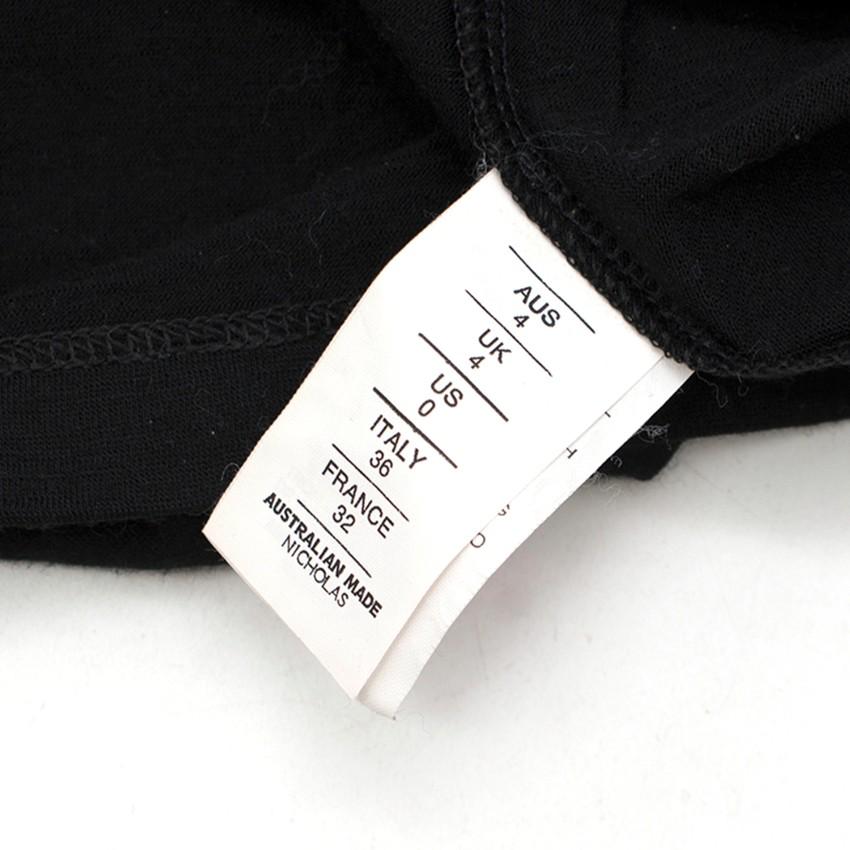 AUS
4
UK
4
US
0
ITALY
36
FRANCE
32
AUSTRALIAN MADE
NICHOLAS